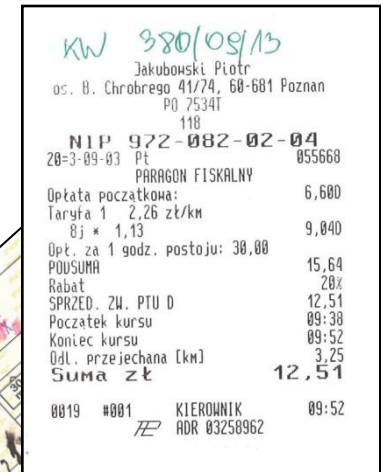 KW 380/09/13
Jakubowski Piotr
os. B. Chrobrego 41/74, 60-681 Poznan
PO 7534T
118
NIP 972-082-02-04
20=3-09-03 Pt 055668
PARAGON FISKALNY
Opłata początkowa: 6,60D
Taryfa 1 2,26 zł/km
8j * 1,13 9,04D
Opł. za 1 godz. postoju: 30,00
PODSUMA 15,64
Rabat 20%
SPRZED. ZW. PTU D 12,51
Początek kursu 09:38
Koniec kursu 09:52
Odl. przejechana [km] 3,25
Suma zł 12,51
0019 #001 KIEROWNIK 09:52
ADR 03258962